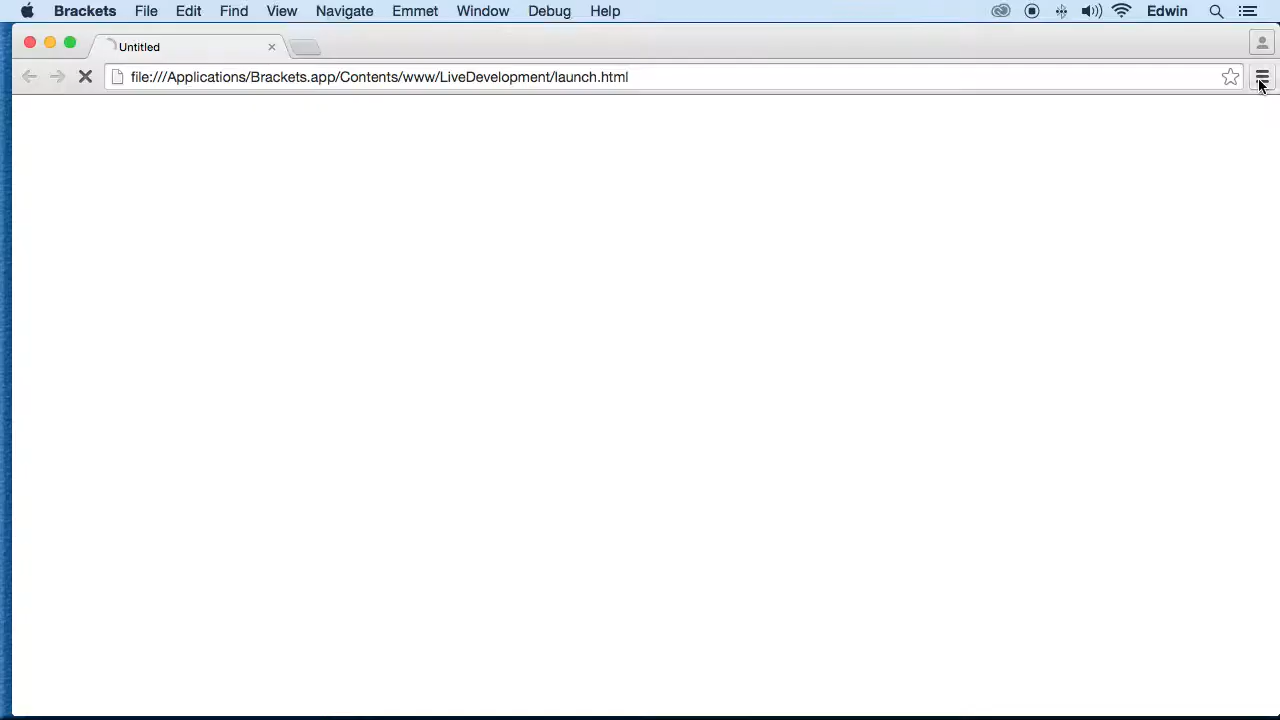 Brackets File Edit Find View Navigate Emmet Window Debug Help Edwin
Untitled
file:///Applications/Brackets.app/Contents/www/LiveDevelopment/launch.html